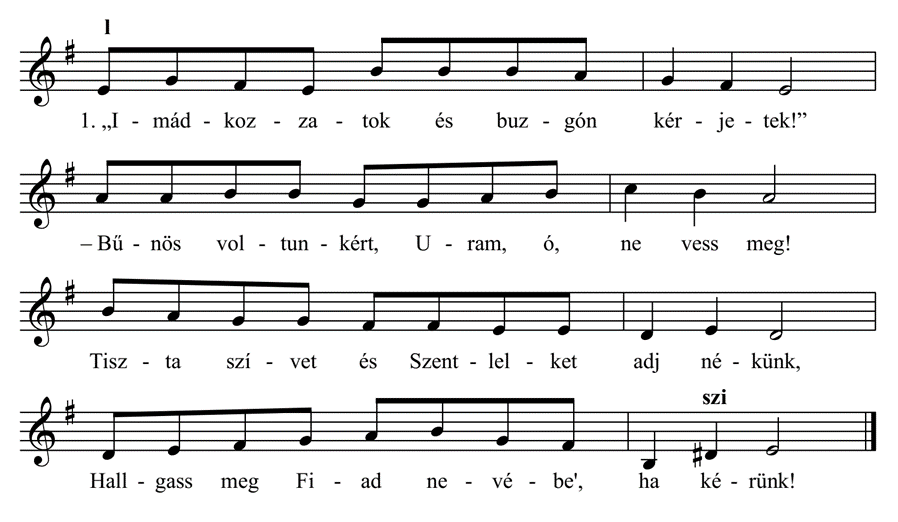 l
1. „I - mád - koz - za - tok és buz - gón kér - je - tek!”
– Bű - nös vol - tun - kért, U - ram, ó, ne vess meg!
Tisz - ta szí - vet és Szent - lel - ket adj né - künk,
szi
Hall - gass meg Fi - ad ne - vé - be', ha ké - rünk!